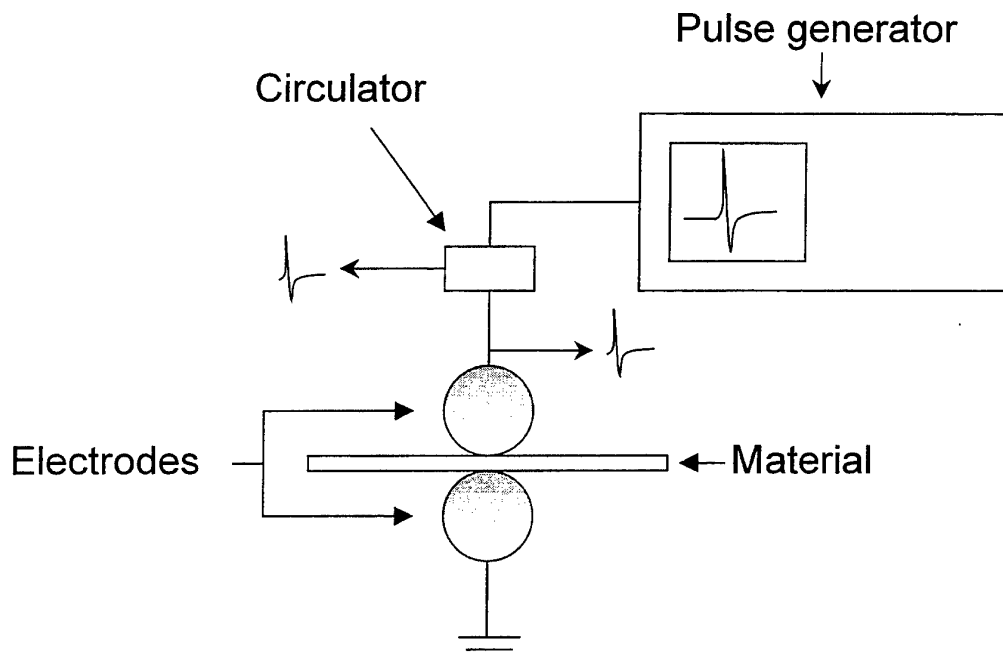 Pulse generator
Circulator
Electrodes
Material